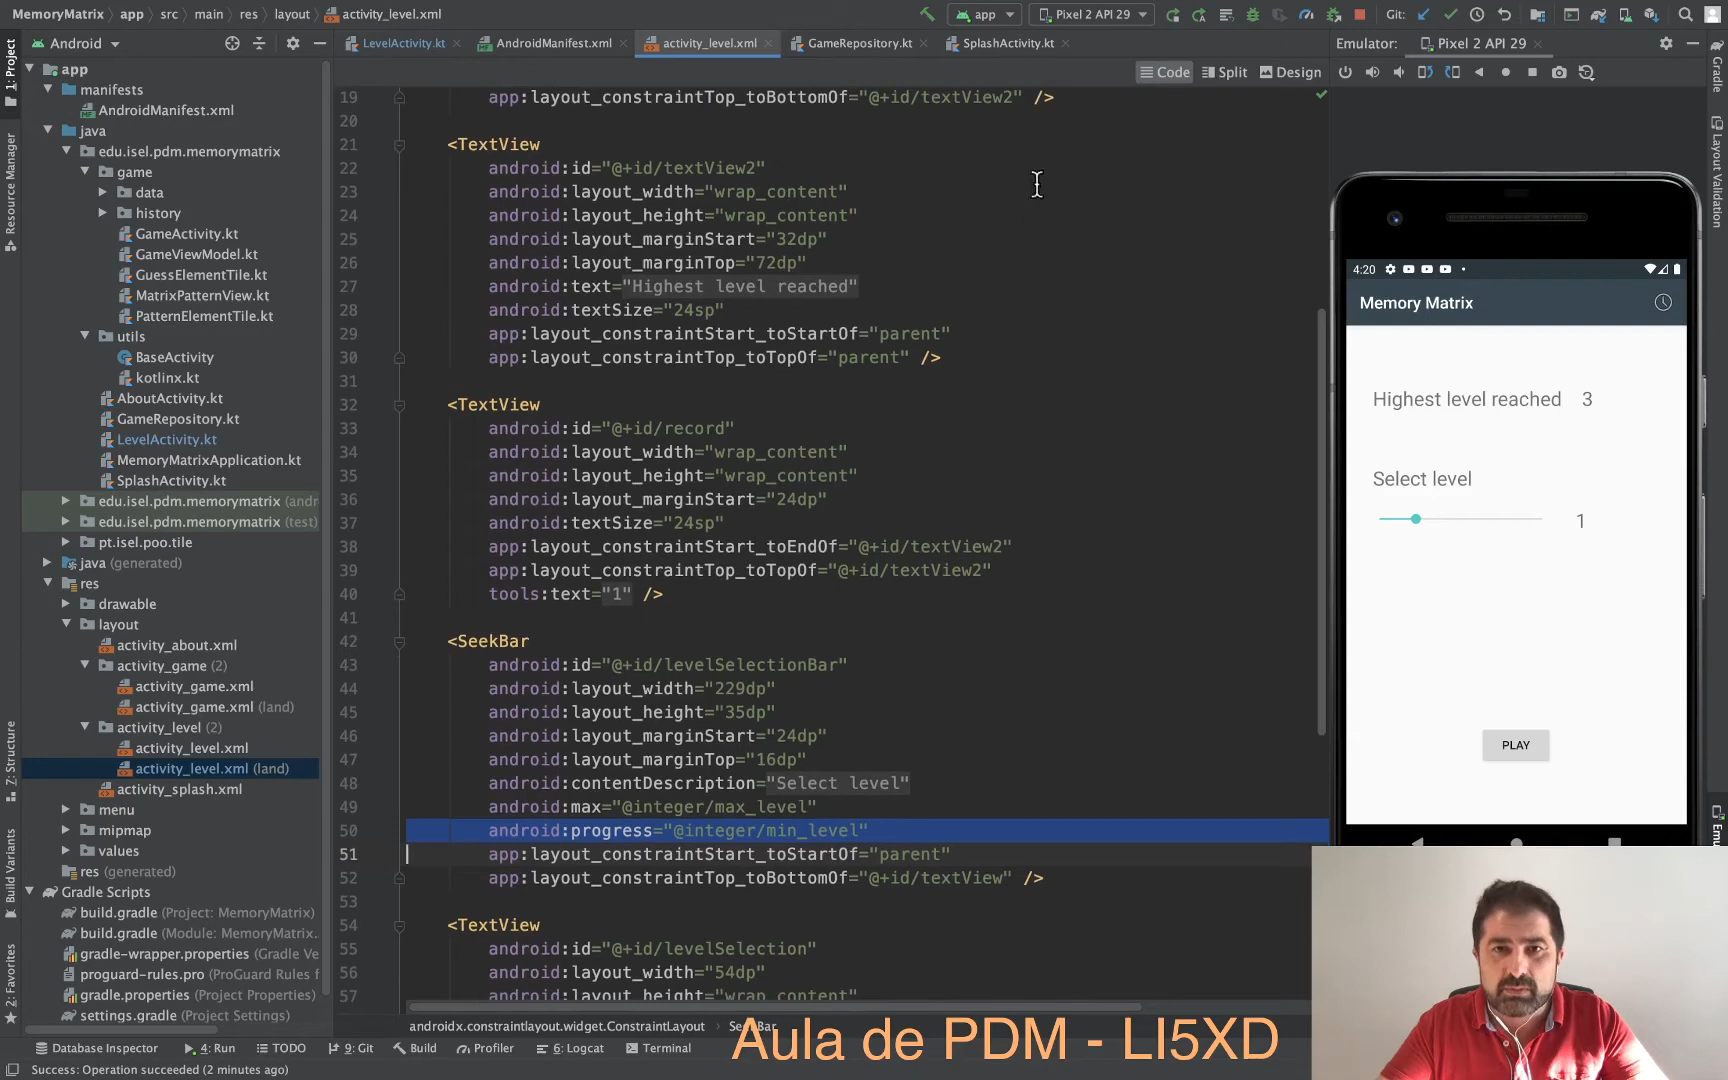 MemoryMatrix app src main res layout activity_level.xml
app Pixel 2 API 29 Git:
1: Project
Android
LevelActivity.kt AndroidManifest.xml activity_level.xml GameRepository.kt SplashActivity.kt
Emulator: Pixel 2 API 29
Code Split Design
Gradle
Layout Validation
Resource Manager
Z: Structure
Build Variants
2: Favorites
app
manifests
AndroidManifest.xml
java
edu.isel.pdm.memorymatrix
game
data
history
GameActivity.kt
GameViewModel.kt
GuessElementTile.kt
MatrixPatternView.kt
PatternElementTile.kt
utils
BaseActivity
kotlinx.kt
AboutActivity.kt
GameRepository.kt
LevelActivity.kt
MemoryMatrixApplication.kt
SplashActivity.kt
edu.isel.pdm.memorymatrix (andr
edu.isel.pdm.memorymatrix (test)
pt.isel.poo.tile
java (generated)
res
drawable
layout
activity_about.xml
activity_game (2)
activity_game.xml
activity_game.xml (land)
activity_level (2)
activity_level.xml
activity_level.xml (land)
activity_splash.xml
menu
mipmap
values
res (generated)
Gradle Scripts
build.gradle (Project: MemoryMatrix)
build.gradle (Module: MemoryMatrix.
gradle-wrapper.properties (Gradle Ve
proguard-rules.pro (ProGuard Rules f
gradle.properties (Project Properties)
settings.gradle (Project Settings)
19 app:layout_constraintTop_toBottomOf="@+id/textView2" />
20
21 <TextView
22 android:id="@+id/textView2"
23 android:layout_width="wrap_content"
24 android:layout_height="wrap_content"
25 android:layout_marginStart="32dp"
26 android:layout_marginTop="72dp"
27 android:text="Highest level reached"
28 android:textSize="24sp"
29 app:layout_constraintStart_toStartOf="parent"
30 app:layout_constraintTop_toTopOf="parent" />
31
32 <TextView
33 android:id="@+id/record"
34 android:layout_width="wrap_content"
35 android:layout_height="wrap_content"
36 android:layout_marginStart="24dp"
37 android:textSize="24sp"
38 app:layout_constraintStart_toEndOf="@+id/textView2"
39 app:layout_constraintTop_toTopOf="@+id/textView2"
40 tools:text="1" />
41
42 <SeekBar
43 android:id="@+id/levelSelectionBar"
44 android:layout_width="229dp"
45 android:layout_height="35dp"
46 android:layout_marginStart="24dp"
47 android:layout_marginTop="16dp"
48 android:contentDescription="Select level"
49 android:max="@integer/max_level"
50 android:progress="@integer/min_level"
51 app:layout_constraintStart_toStartOf="parent"
52 app:layout_constraintTop_toBottomOf="@+id/textView" />
53
54 <TextView
55 android:id="@+id/levelSelection"
56 android:layout_width="54dp"
57 android:layout_height="wrap_content"
androidx.constraintlayout.widget.ConstraintLayout
4:20
Memory Matrix
Highest level reached 3
Select level
1
PLAY
Aula de PDM - LI5XD
Database Inspector 4: Run TODO 9: Git Build Profiler 6: Logcat Terminal
Success: Operation succeeded (2 minutes ago)